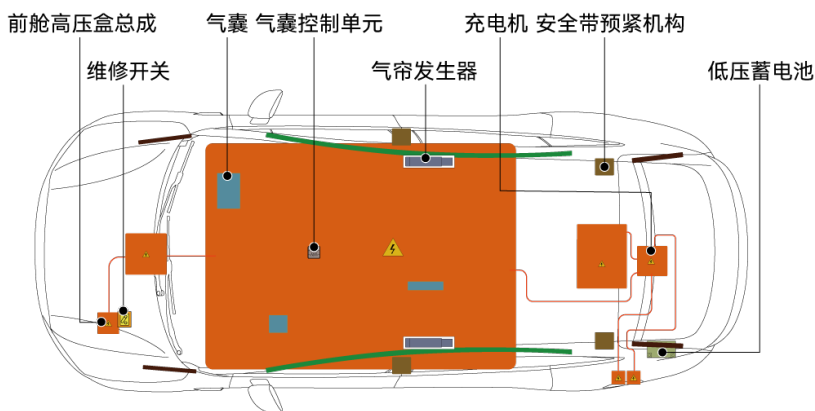 前舱高压盒总成
气囊
气囊控制单元
充电机
安全带预紧机构
维修开关
气帘发生器
低压蓄电池